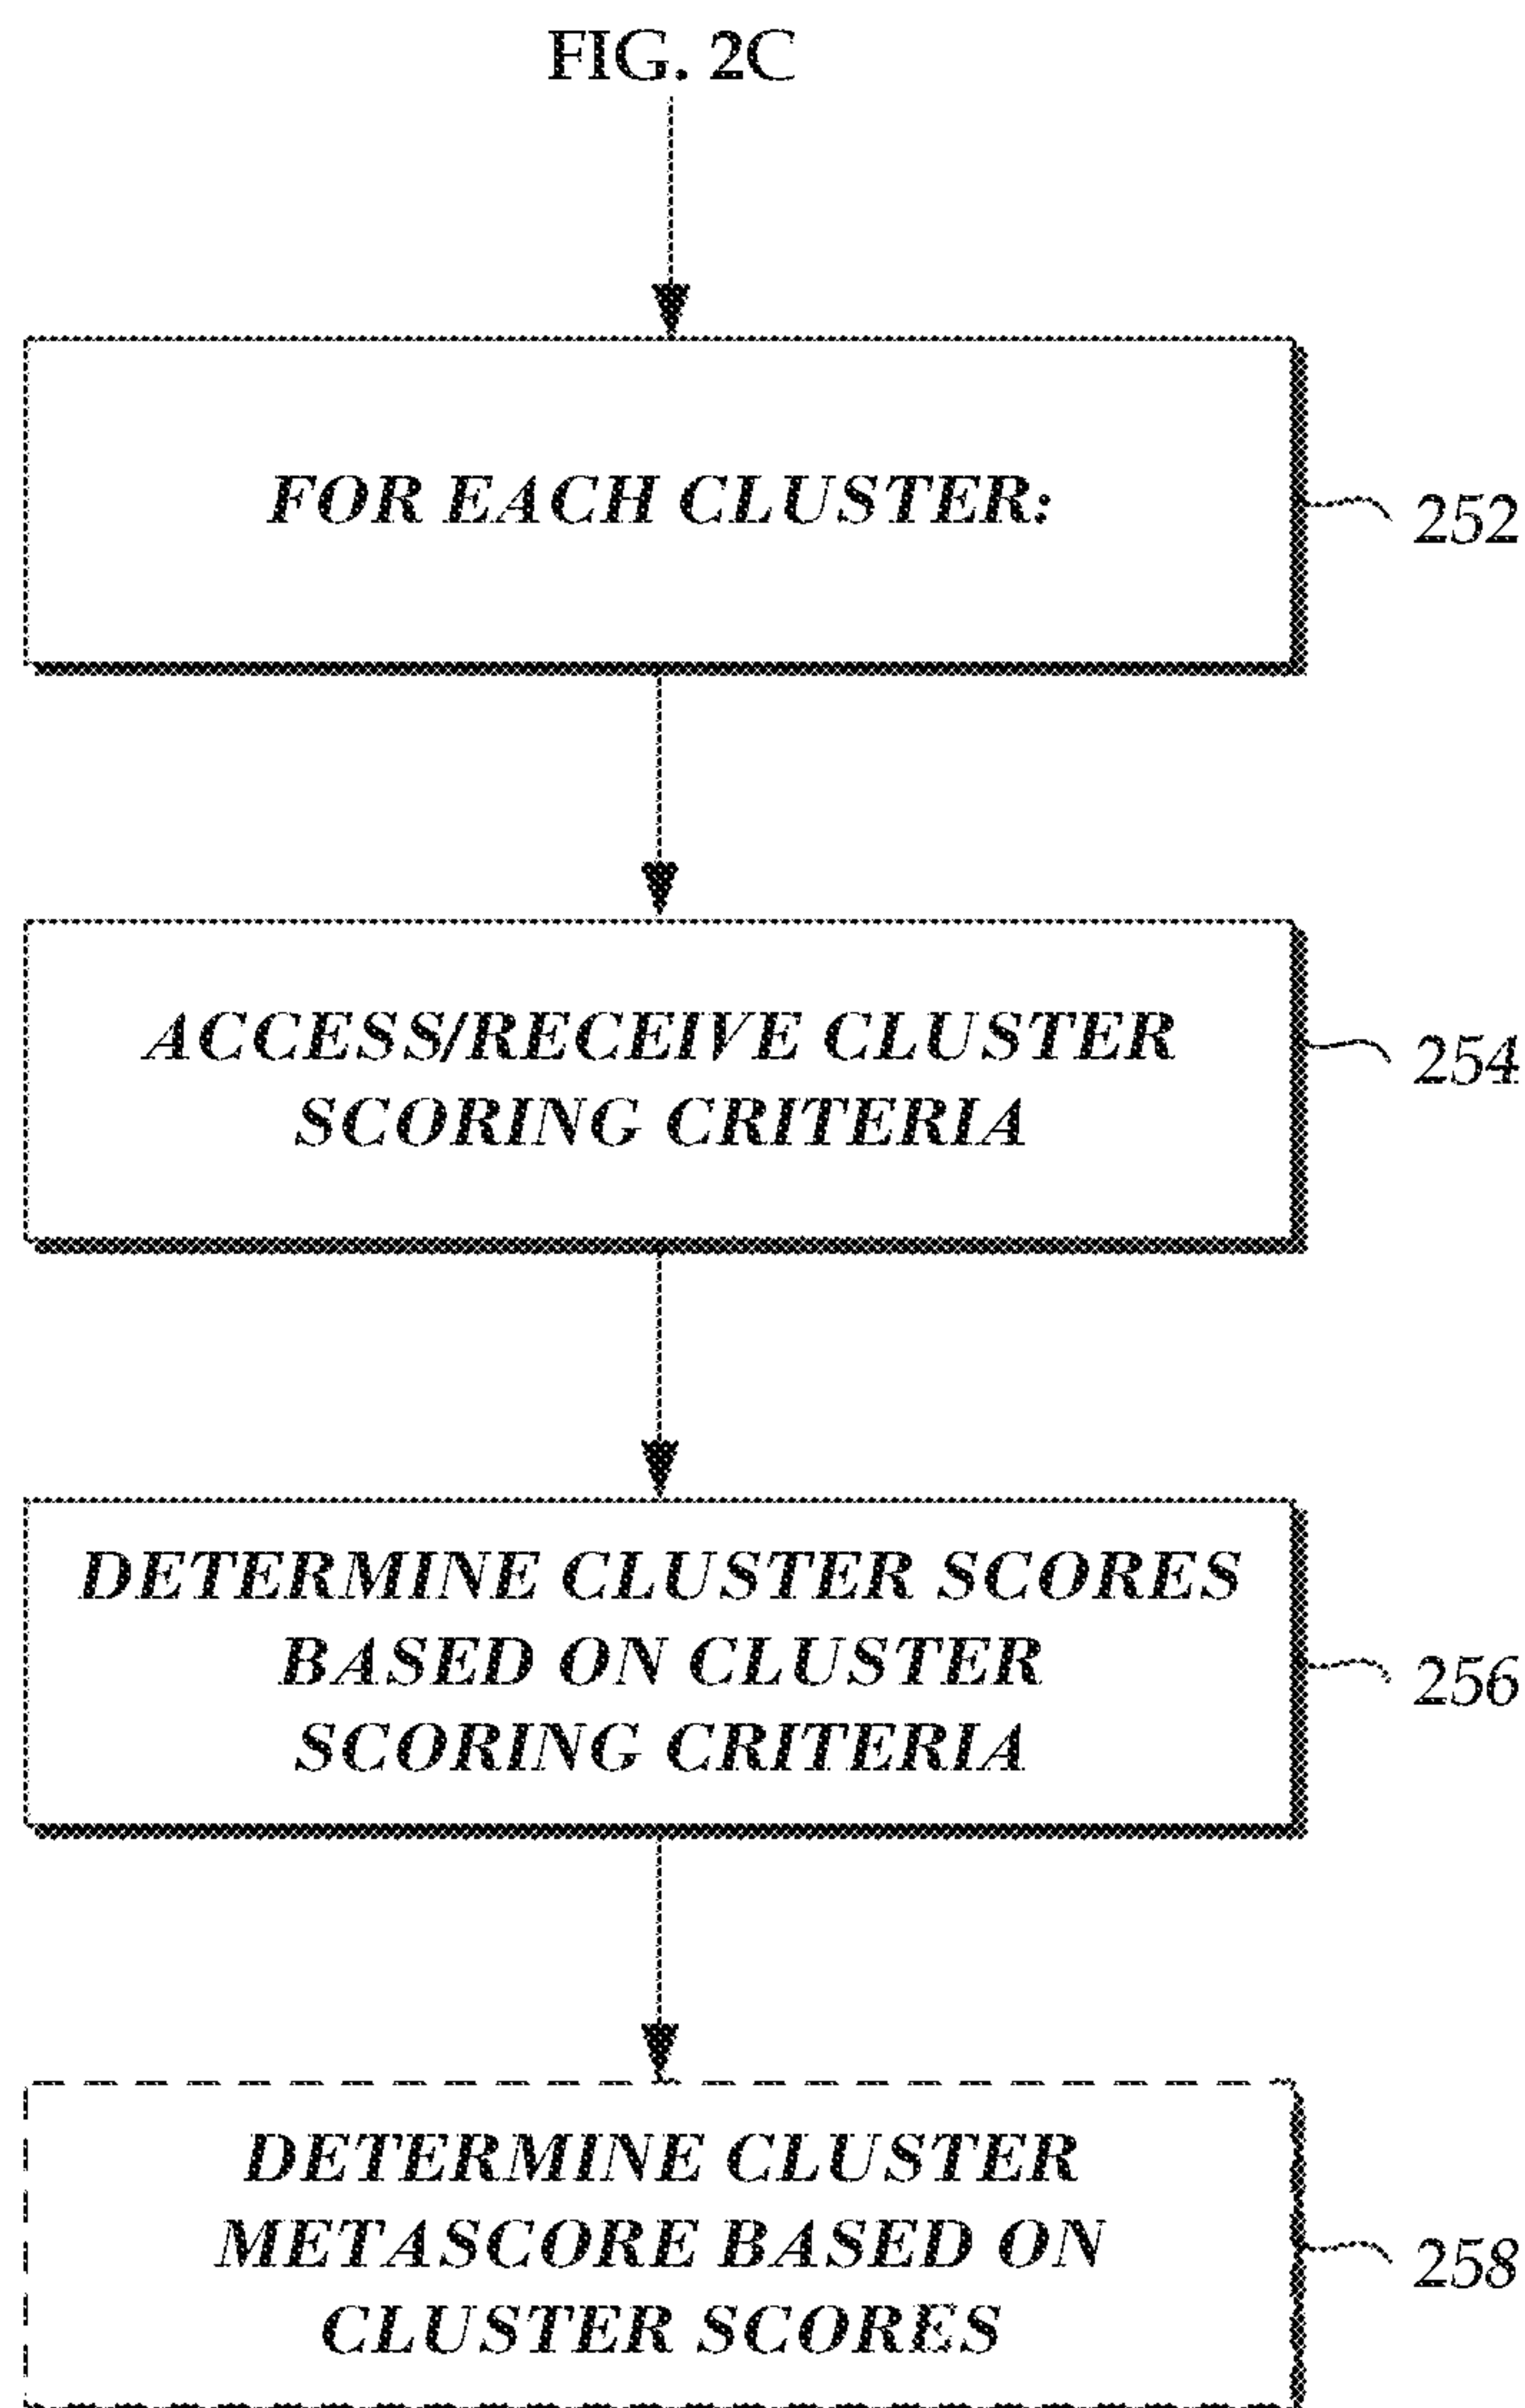 FIG. 2C
FOR EACH CLUSTER:
252
ACCESS/RECEIVE CLUSTER
SCORING CRITERIA
254
DETERMINE CLUSTER SCORES
BASED ON CLUSTER
SCORING CRITERIA
256
DETERMINE CLUSTER
METASCORE BASED ON
CLUSTER SCORES
258